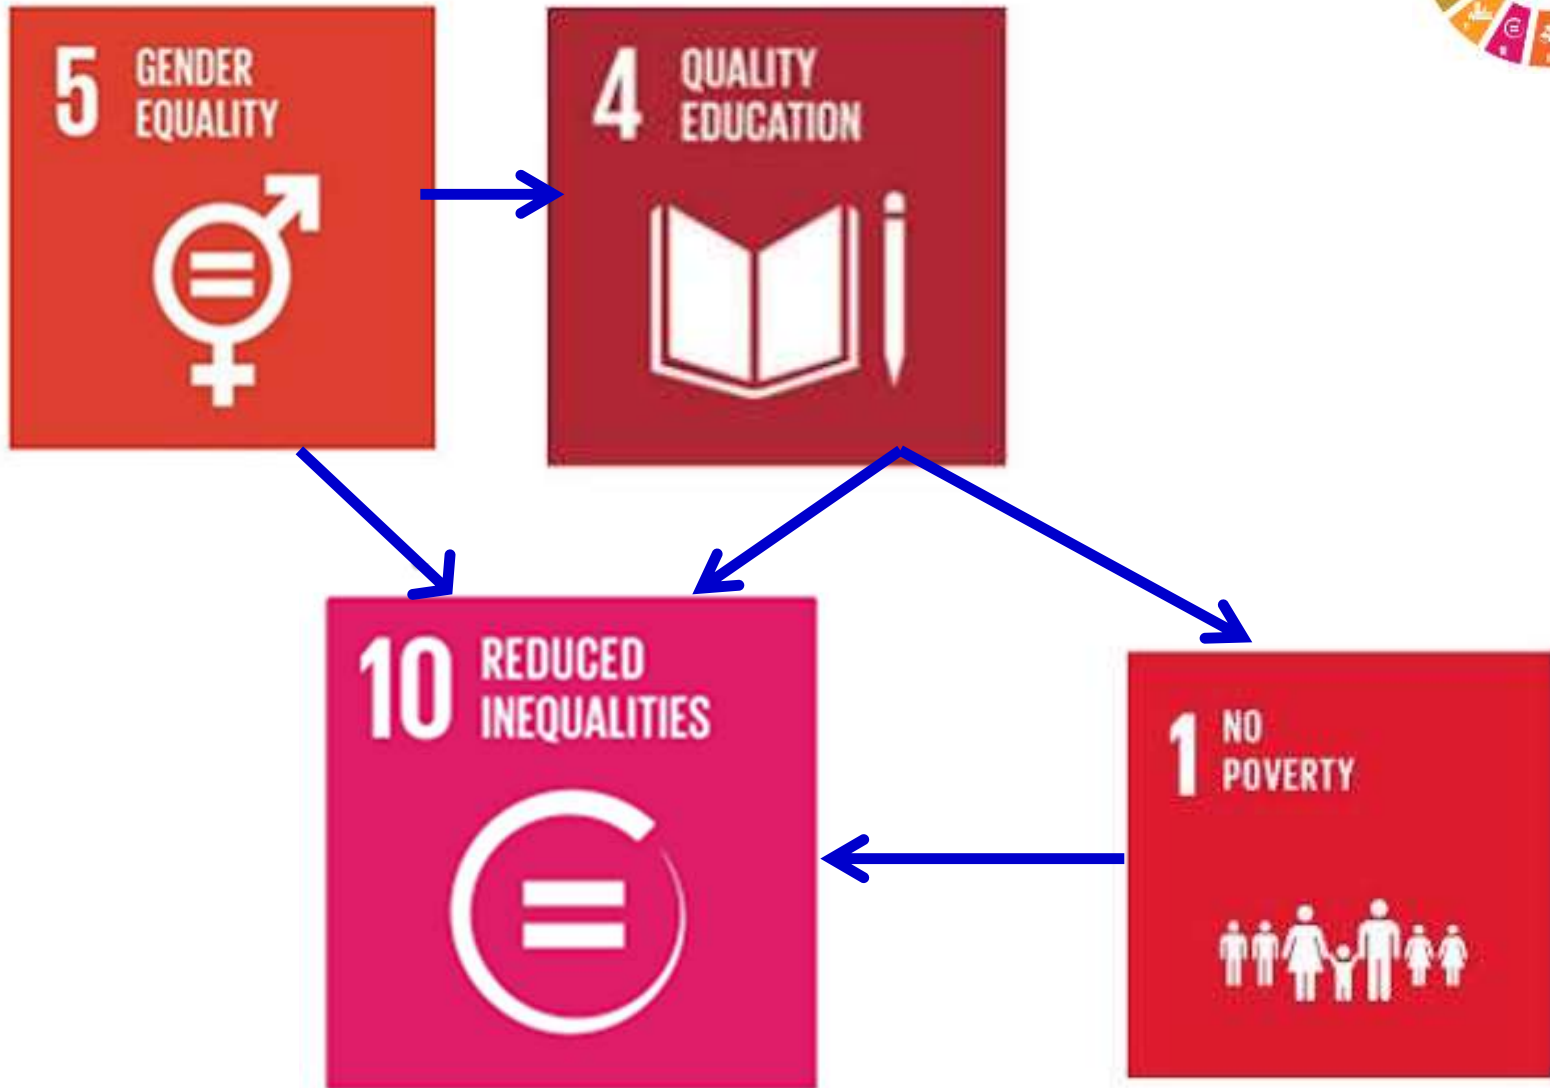 5 GENDER
EQUALITY
4 QUALITY
EDUCATION
10 REDUCED
INEQUALITIES
1 NO
POVERTY